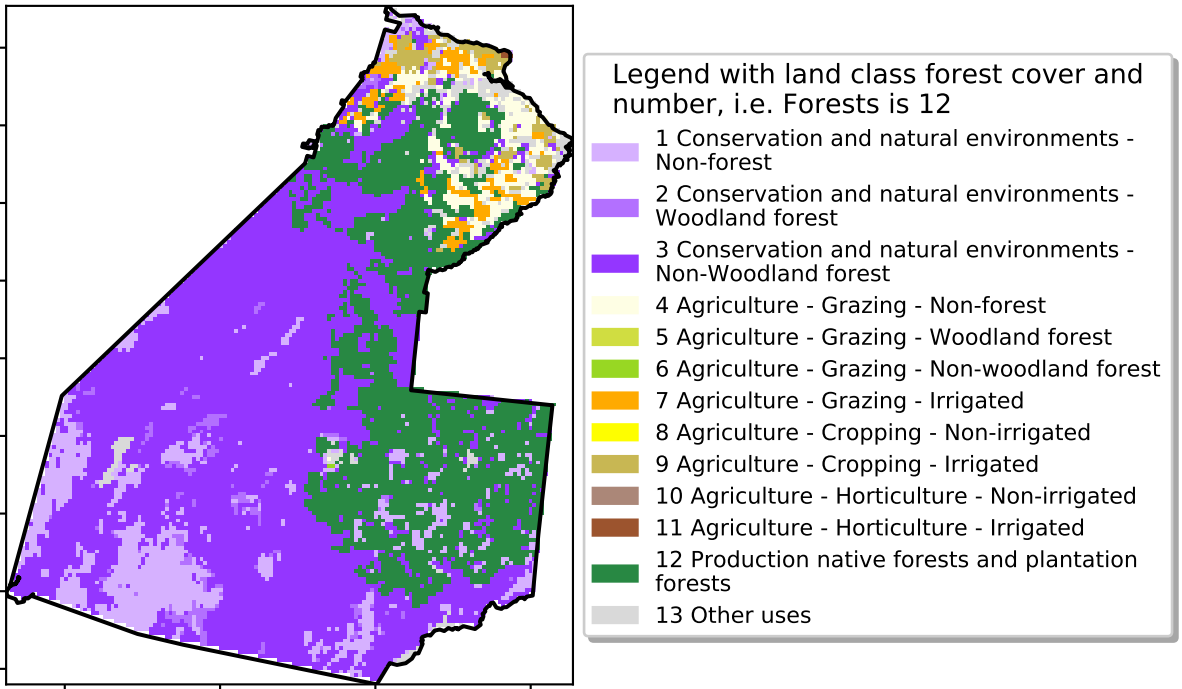 Legend with land class forest cover and
number, i.e. Forests is 12
1 Conservation and natural environments -
Non-forest
2 Conservation and natural environments -
Woodland forest
3 Conservation and natural environments -
Non-Woodland forest
4 Agriculture - Grazing - Non-forest
5 Agriculture - Grazing - Woodland forest
6 Agriculture - Grazing - Non-woodland forest
7 Agriculture - Grazing - Irrigated
8 Agriculture - Cropping - Non-irrigated
9 Agriculture - Cropping - Irrigated
10 Agriculture - Horticulture - Non-irrigated
11 Agriculture - Horticulture - Irrigated
12 Production native forests and plantation
forests
13 Other uses